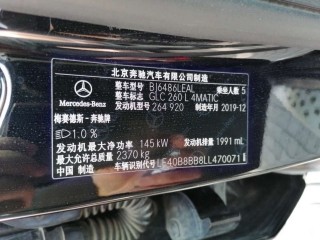 北京奔驰汽车有限公司制造
整车型号 BJ6486LEAL 乘坐人数 5
整车名称 GLC 260 L 4MATIC
发动机型号 264 920 制造年月 2019-12
Mercedes-Benz
梅赛德斯-奔驰牌
1.0 %
发动机最大净功率 145 kW 发动机排量 1991 mL
最大允许总质量 2370 kg
车辆识别代号 LE40B8BB8LL470071
中国